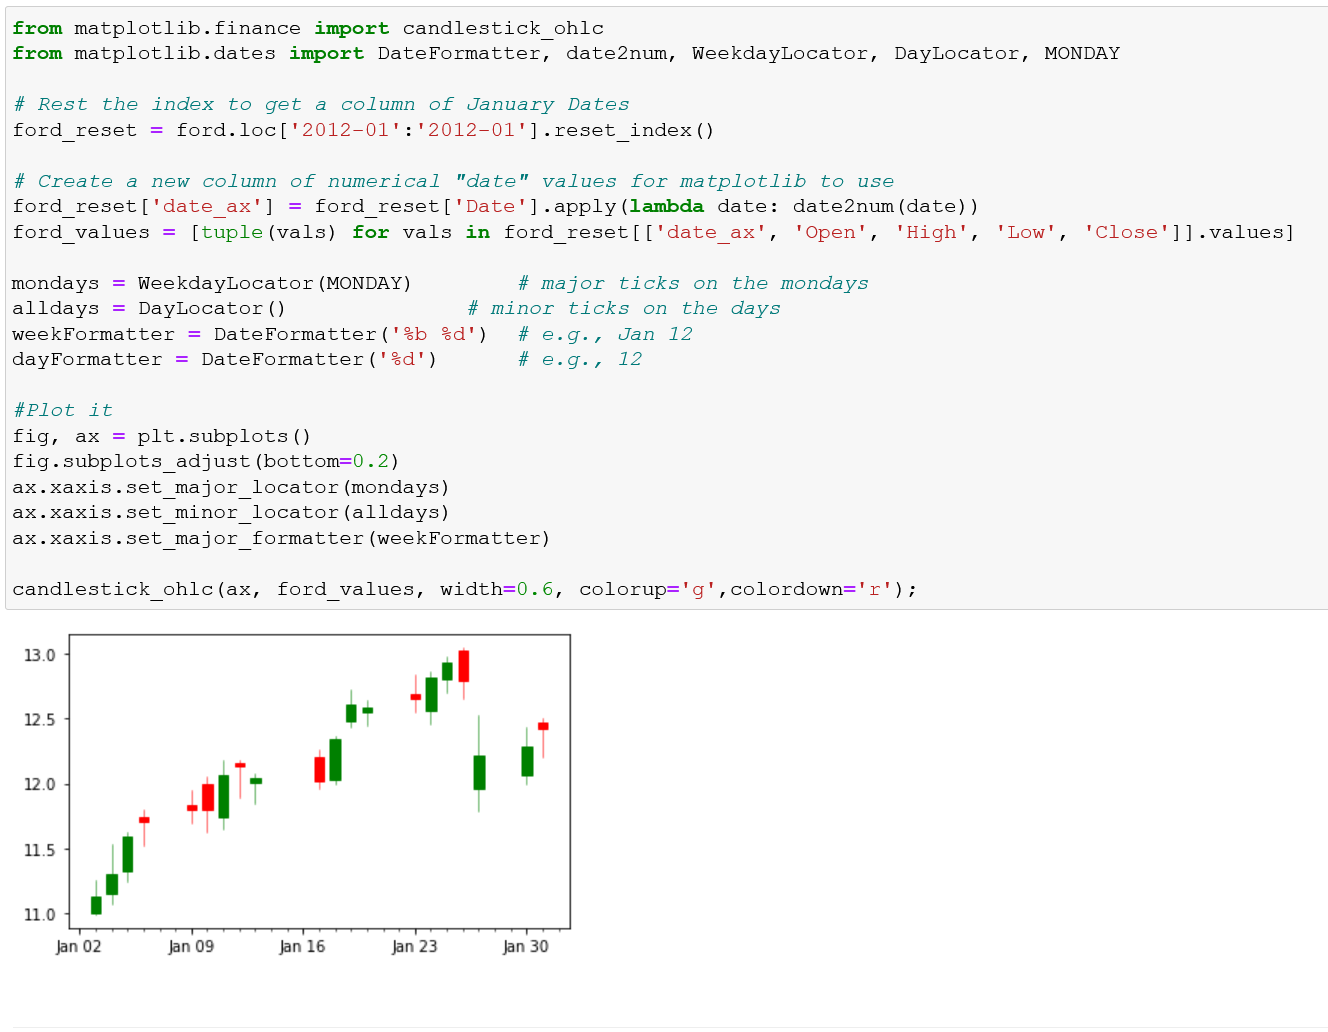 from matplotlib.finance import candlestick_ohlc
from matplotlib.dates import DateFormatter, date2num, WeekdayLocator, DayLocator, MONDAY
# Rest the index to get a column of January Dates
ford_reset = ford.loc['2012-01':'2012-01'].reset_index()
# Create a new column of numerical "date" values for matplotlib to use
ford_reset['date_ax'] = ford_reset['Date'].apply(lambda date: date2num(date))
ford_values = [tuple(vals) for vals in ford_reset[['date_ax', 'Open', 'High', 'Low', 'Close']].values]
mondays = WeekdayLocator(MONDAY)        # major ticks on the mondays
alldays = DayLocator()              # minor ticks on the days
weekFormatter = DateFormatter('%b %d')  # e.g., Jan 12
dayFormatter = DateFormatter('%d')      # e.g., 12
#Plot it
fig, ax = plt.subplots()
fig.subplots_adjust(bottom=0.2)
ax.xaxis.set_major_locator(mondays)
ax.xaxis.set_minor_locator(alldays)
ax.xaxis.set_major_formatter(weekFormatter)
candlestick_ohlc(ax, ford_values, width=0.6, colorup='g',colordown='r');
13.0
12.5
12.0
11.5
11.0
Jan 02 Jan 09 Jan 16 Jan 23 Jan 30